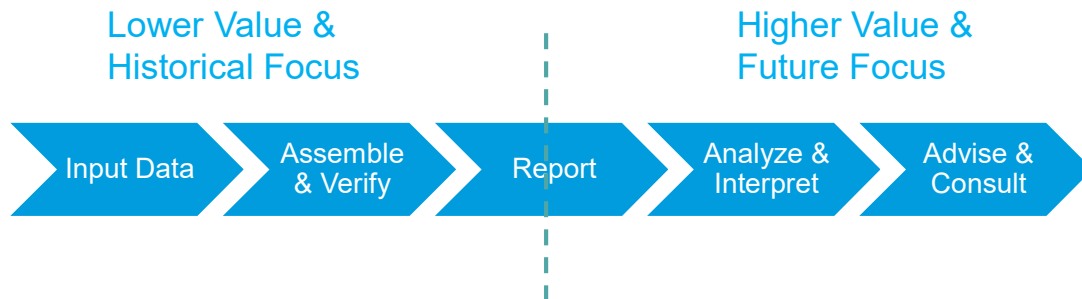 Lower Value &
Historical Focus
Higher Value &
Future Focus
Input Data
Assemble
& Verify
Report
Analyze &
Interpret
Advise &
Consult